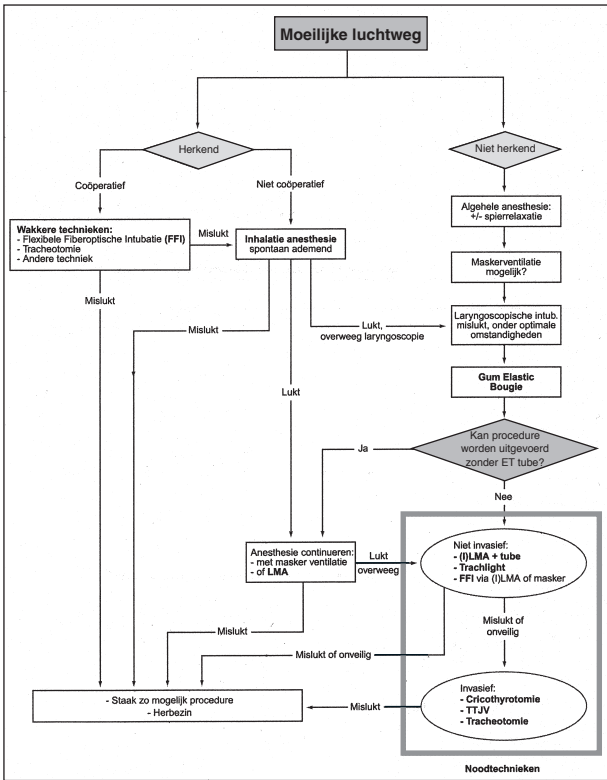 Moeilijke luchtweg
Herkend
Niet herkend
Coöperatief
Niet coöperatief
Wakkere technieken:
- Flexibele Fiberoptische Intubatie (FFI)
- Tracheotomie
- Andere techniek
Mislukt
Inhalatie anesthesie
spontaan ademend
Algehele anesthesie:
+/- spierrelaxatie
Maskerventilatie
mogelijk?
Mislukt
Mislukt
Lukt,
overweeg laryngoscopie
Laryngoscopische intub.
mislukt, onder optimale
omstandigheden
Lukt
Gum Elastic
Bougie
Kan procedure
worden uitgevoerd
zonder ET tube?
Ja
Nee
Anesthesie continueren:
- met masker ventilatie
- of LMA
Lukt
overweeg
Niet invasief:
- (I)LMA + tube
- Trachlight
- FFI via (I)LMA of masker
Mislukt of
onveilig
Mislukt
Mislukt of onveilig
- Staak zo mogelijk procedure
- Herbezin
Mislukt
Invasief:
- Cricothyrotomie
- TTJV
- Tracheotomie
Noodtechnieken